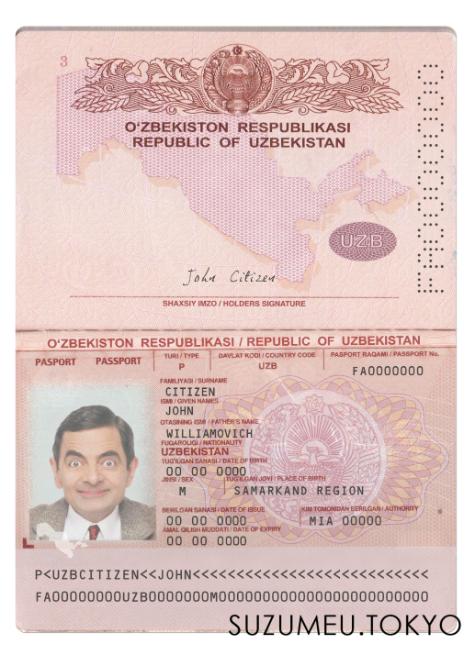 3
O'ZBEKISTON RESPUBLIKASI
REPUBLIC OF UZBEKISTAN
FA0000000
UZB
John Citizen
SHAXSIY IMZO / HOLDERS SIGNATURE
O'ZBEKISTON RESPUBLIKASI / REPUBLIC OF UZBEKISTAN
PASPORT PASSPORT TURI / TYPE DAVLAT KODI / COUNTRY CODE PASPORT RAQAMI / PASSPORT No.
P UZB FA0000000
FAMILIYASI / SURNAME
CITIZEN
ISMI / GIVEN NAMES
JOHN
OTASINING ISMI / FATHER'S NAME
WILLIAMOVICH
FUQAROLIGI / NATIONALITY
UZBEKISTAN
TUG'ILGAN SANASI / DATE OF BIRTH
00 00 0000
JINSI / SEX TUG'ILGAN JOYI / PLACE OF BIRTH
M SAMARKAND REGION
BERILGAN SANASI / DATE OF ISSUE KIM TOMONIDAN BERILGAN / AUTHORITY
00 00 0000 MIA 00000
AMAL QILISH MUDDATI / DATE OF EXPIRY
00 00 0000
P<UZBCITIZEN<<JOHN<<<<<<<<<<<<<<<<<<<<<<<<<<
FA00000000UZB0000000M00000000000000000000000
SUZUMEU.TOKYO